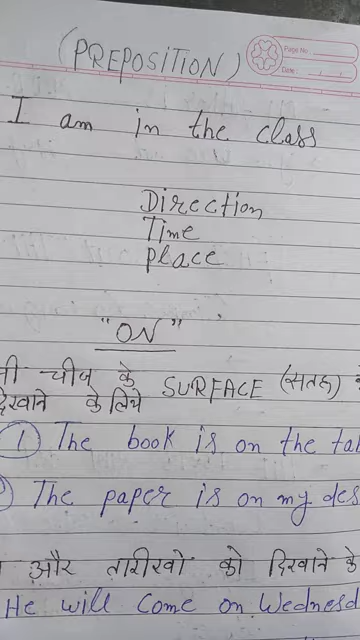 (PREPOSITION)
Page No.
Date:
I am in the class
Direction
Time
place
"ON"
चीज के SURFACE (सतह)
दिखाने के लिये
① The book is on the
The paper is on my
और तारीखो को दिखाने के
He will come on